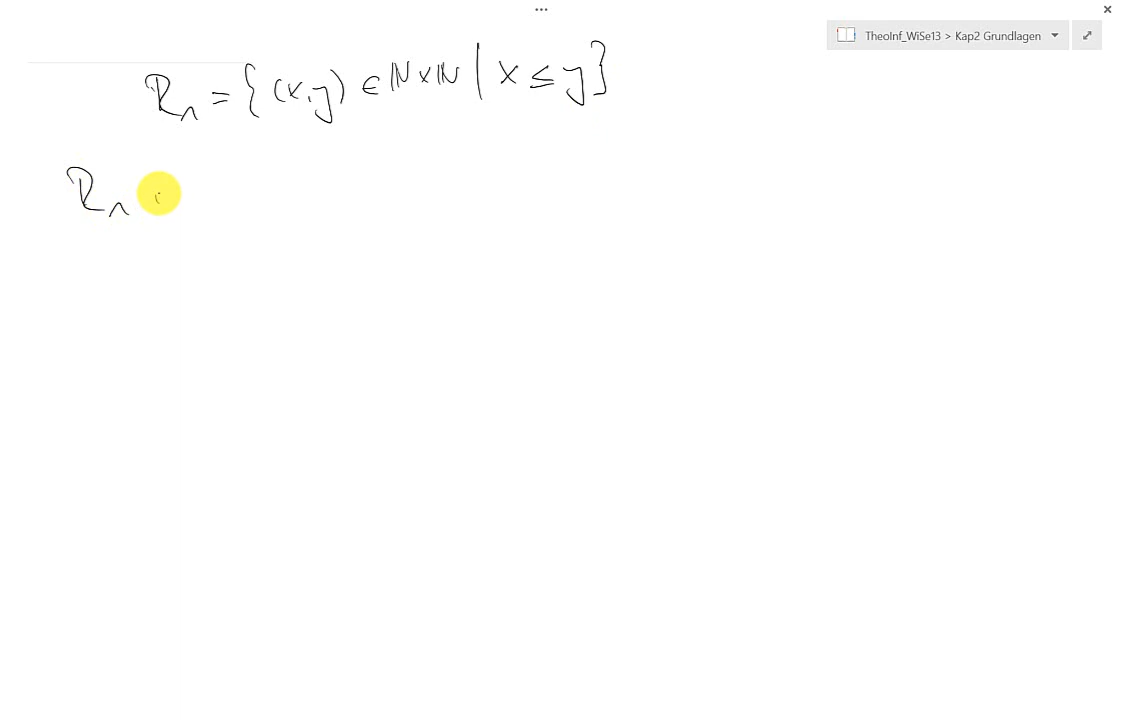 TheoInf_WiSe13 > Kap2 Grundlagen
R₁ = {(x,y) ∈ ℕ×ℕ | x ≤ y}
R₁ i